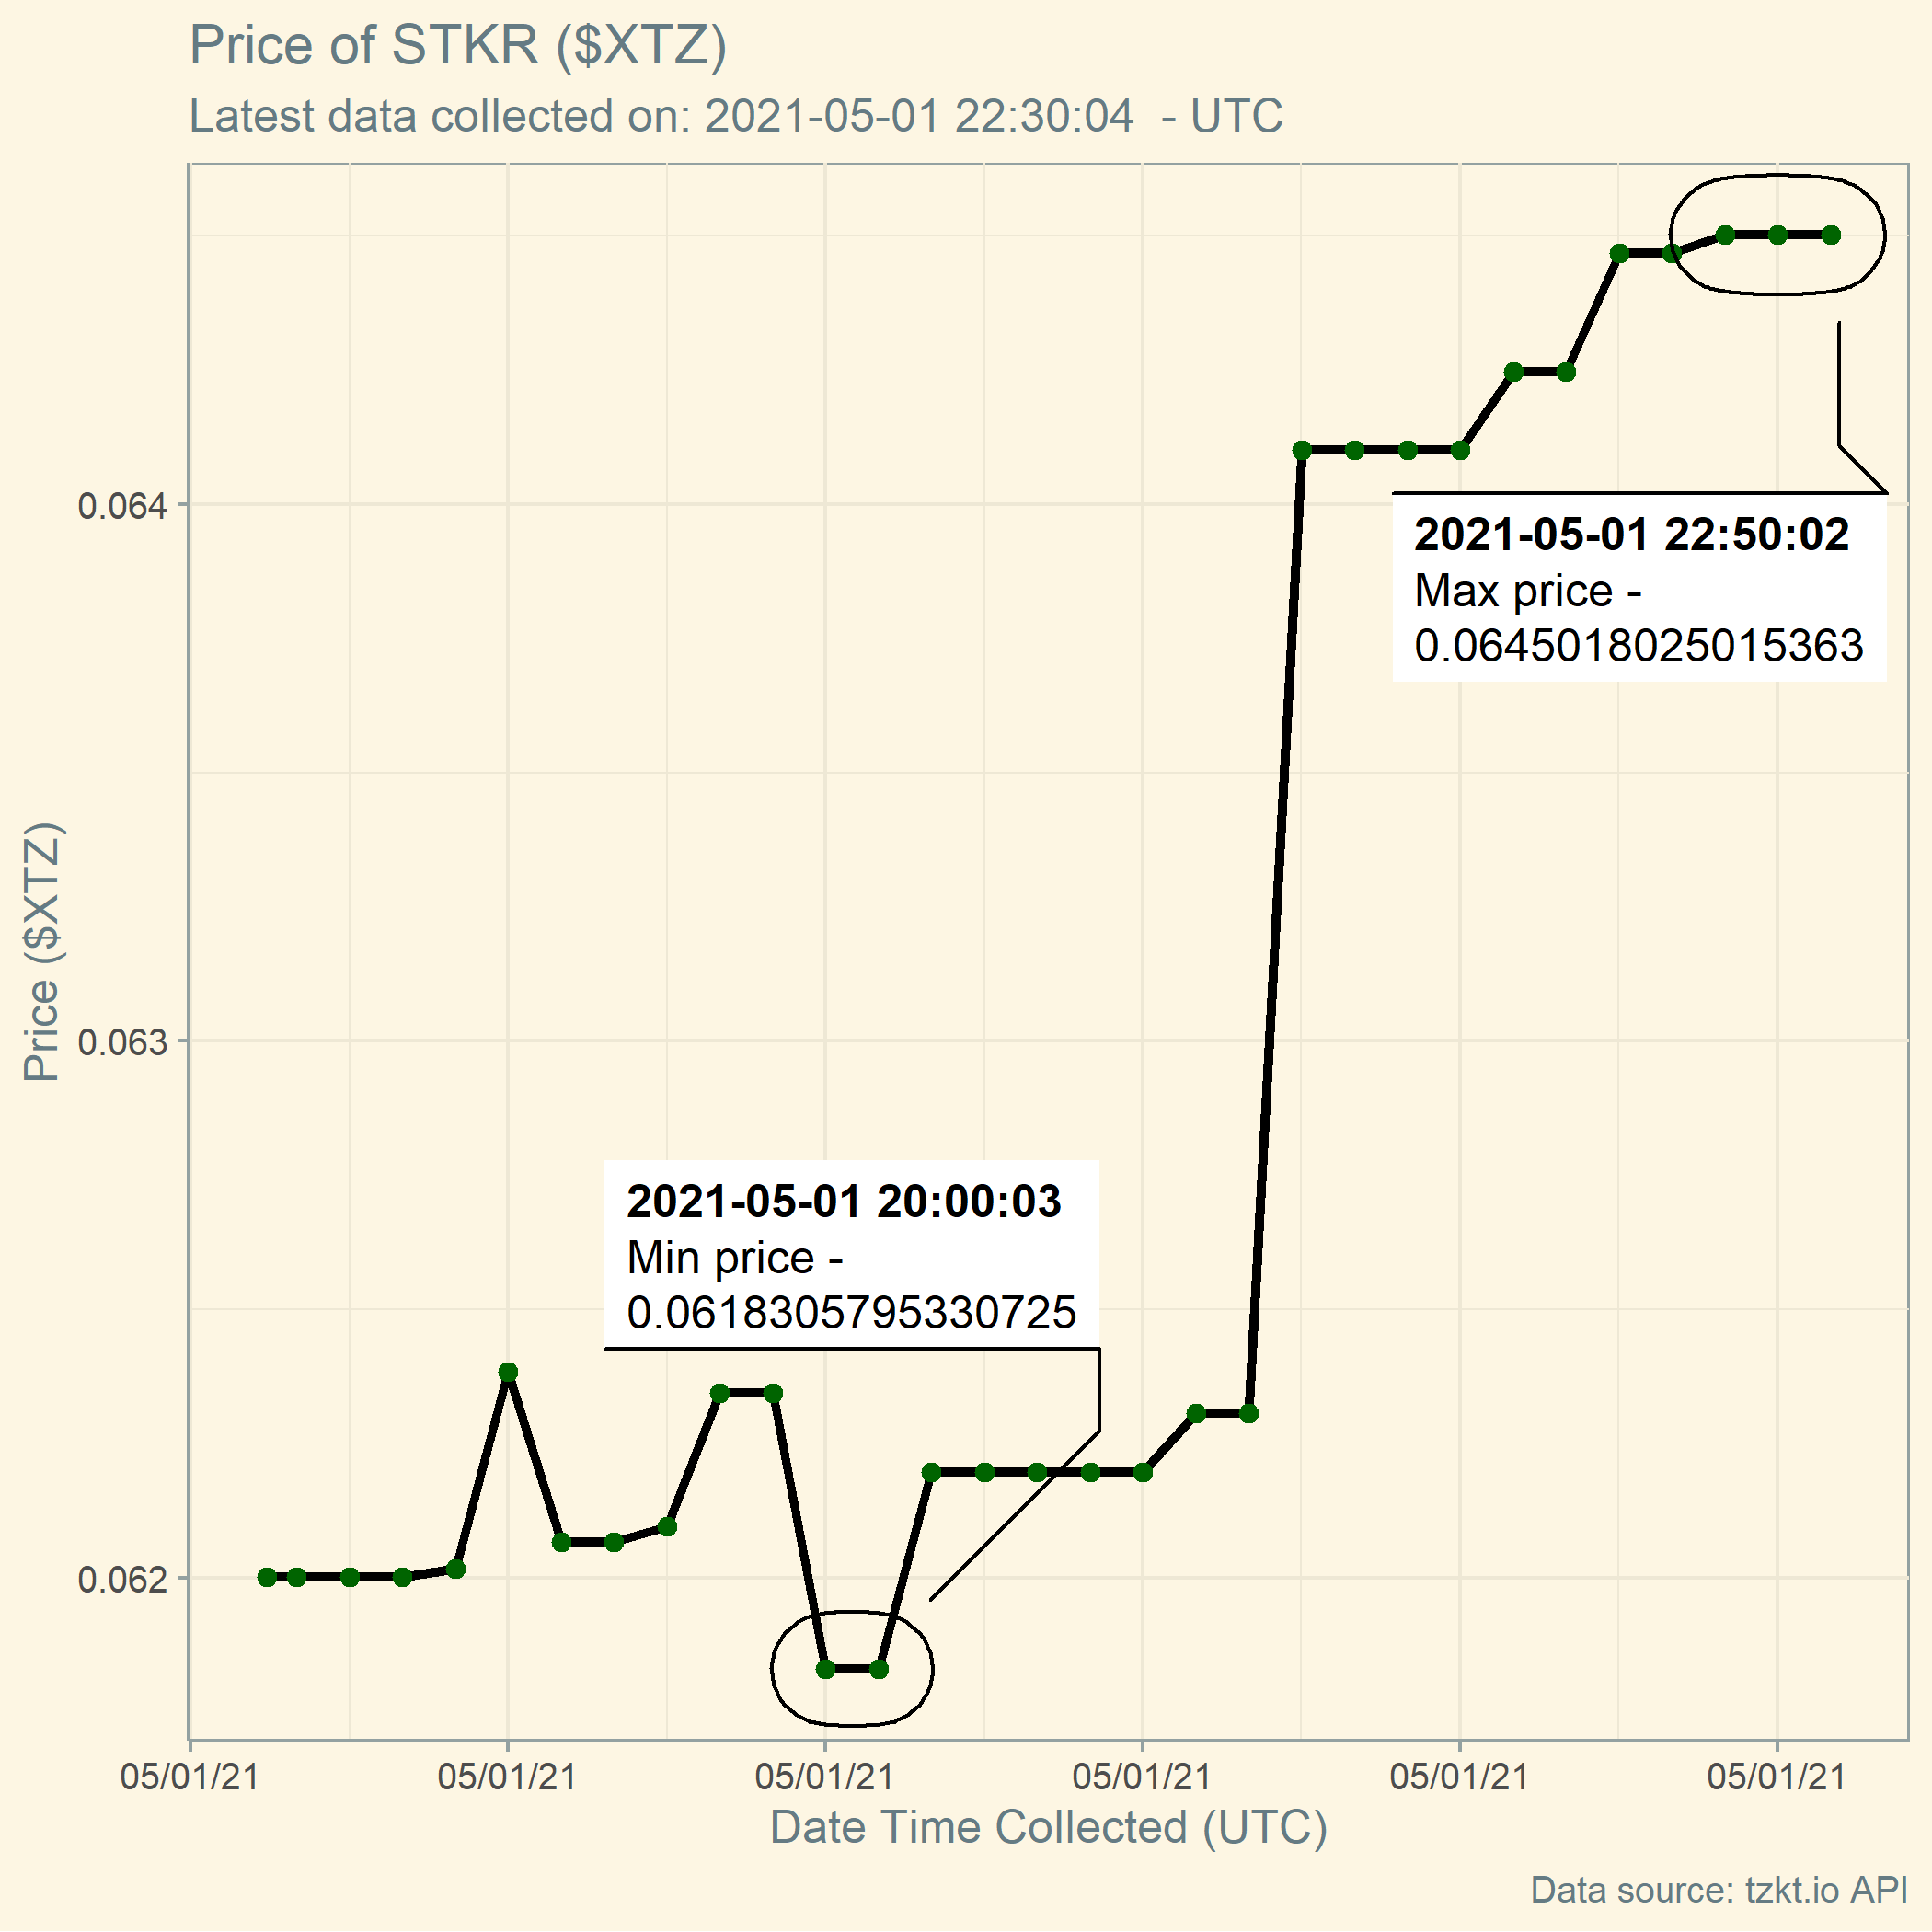 Price of STKR ($XTZ)
Latest data collected on: 2021-05-01 22:30:04  - UTC
Price ($XTZ)
0.064
0.063
0.062
2021-05-01 22:50:02
Max price -
0.0645018025015363
2021-05-01 20:00:03
Min price -
0.0618305795330725
05/01/21 05/01/21 05/01/21 05/01/21 05/01/21 05/01/21
Date Time Collected (UTC)
Data source: tzkt.io API